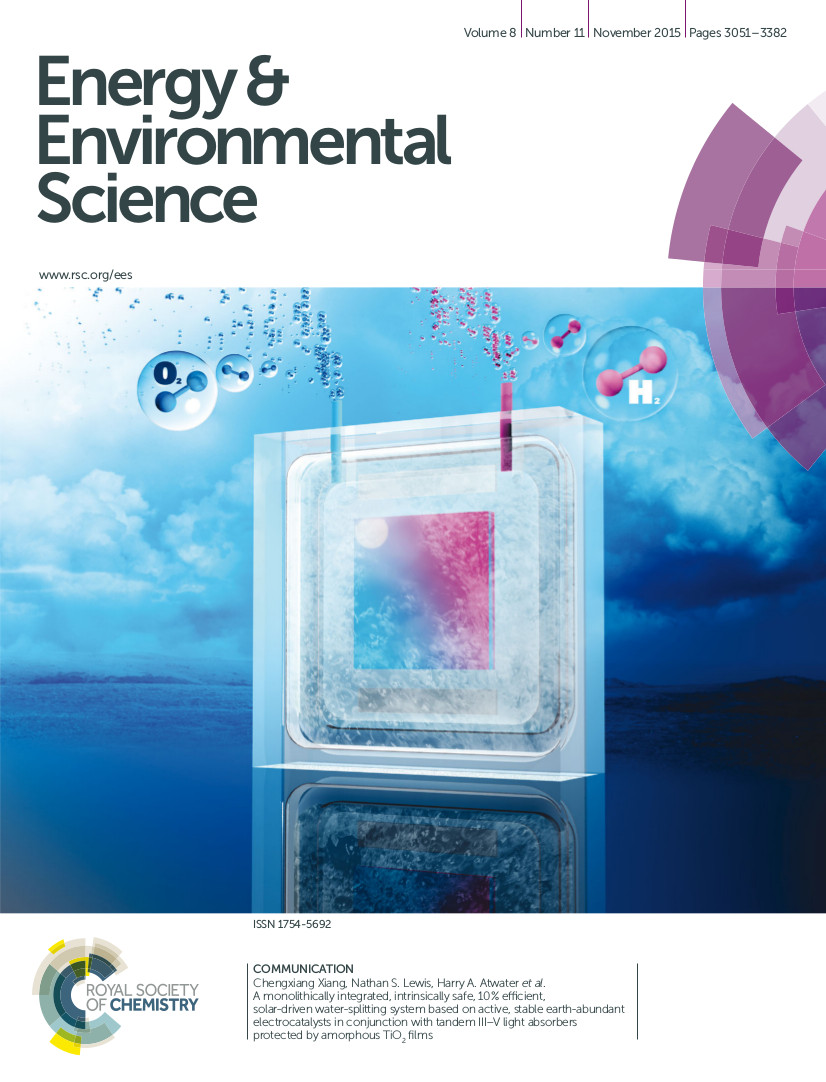 Volume 8 | Number 11 | November 2015 | Pages 3051–3382
Energy &
Environmental
Science
www.rsc.org/ees
O₂
H₂
ISSN 1754-5692
ROYAL SOCIETY
OF CHEMISTRY
COMMUNICATION
Chengxiang Xiang, Nathan S. Lewis, Harry A. Atwater et al.
A monolithically integrated, intrinsically safe, 10% efficient,
solar-driven water-splitting system based on active, stable earth-abundant
electrocatalysts in conjunction with tandem III–V light absorbers
protected by amorphous TiO₂ films